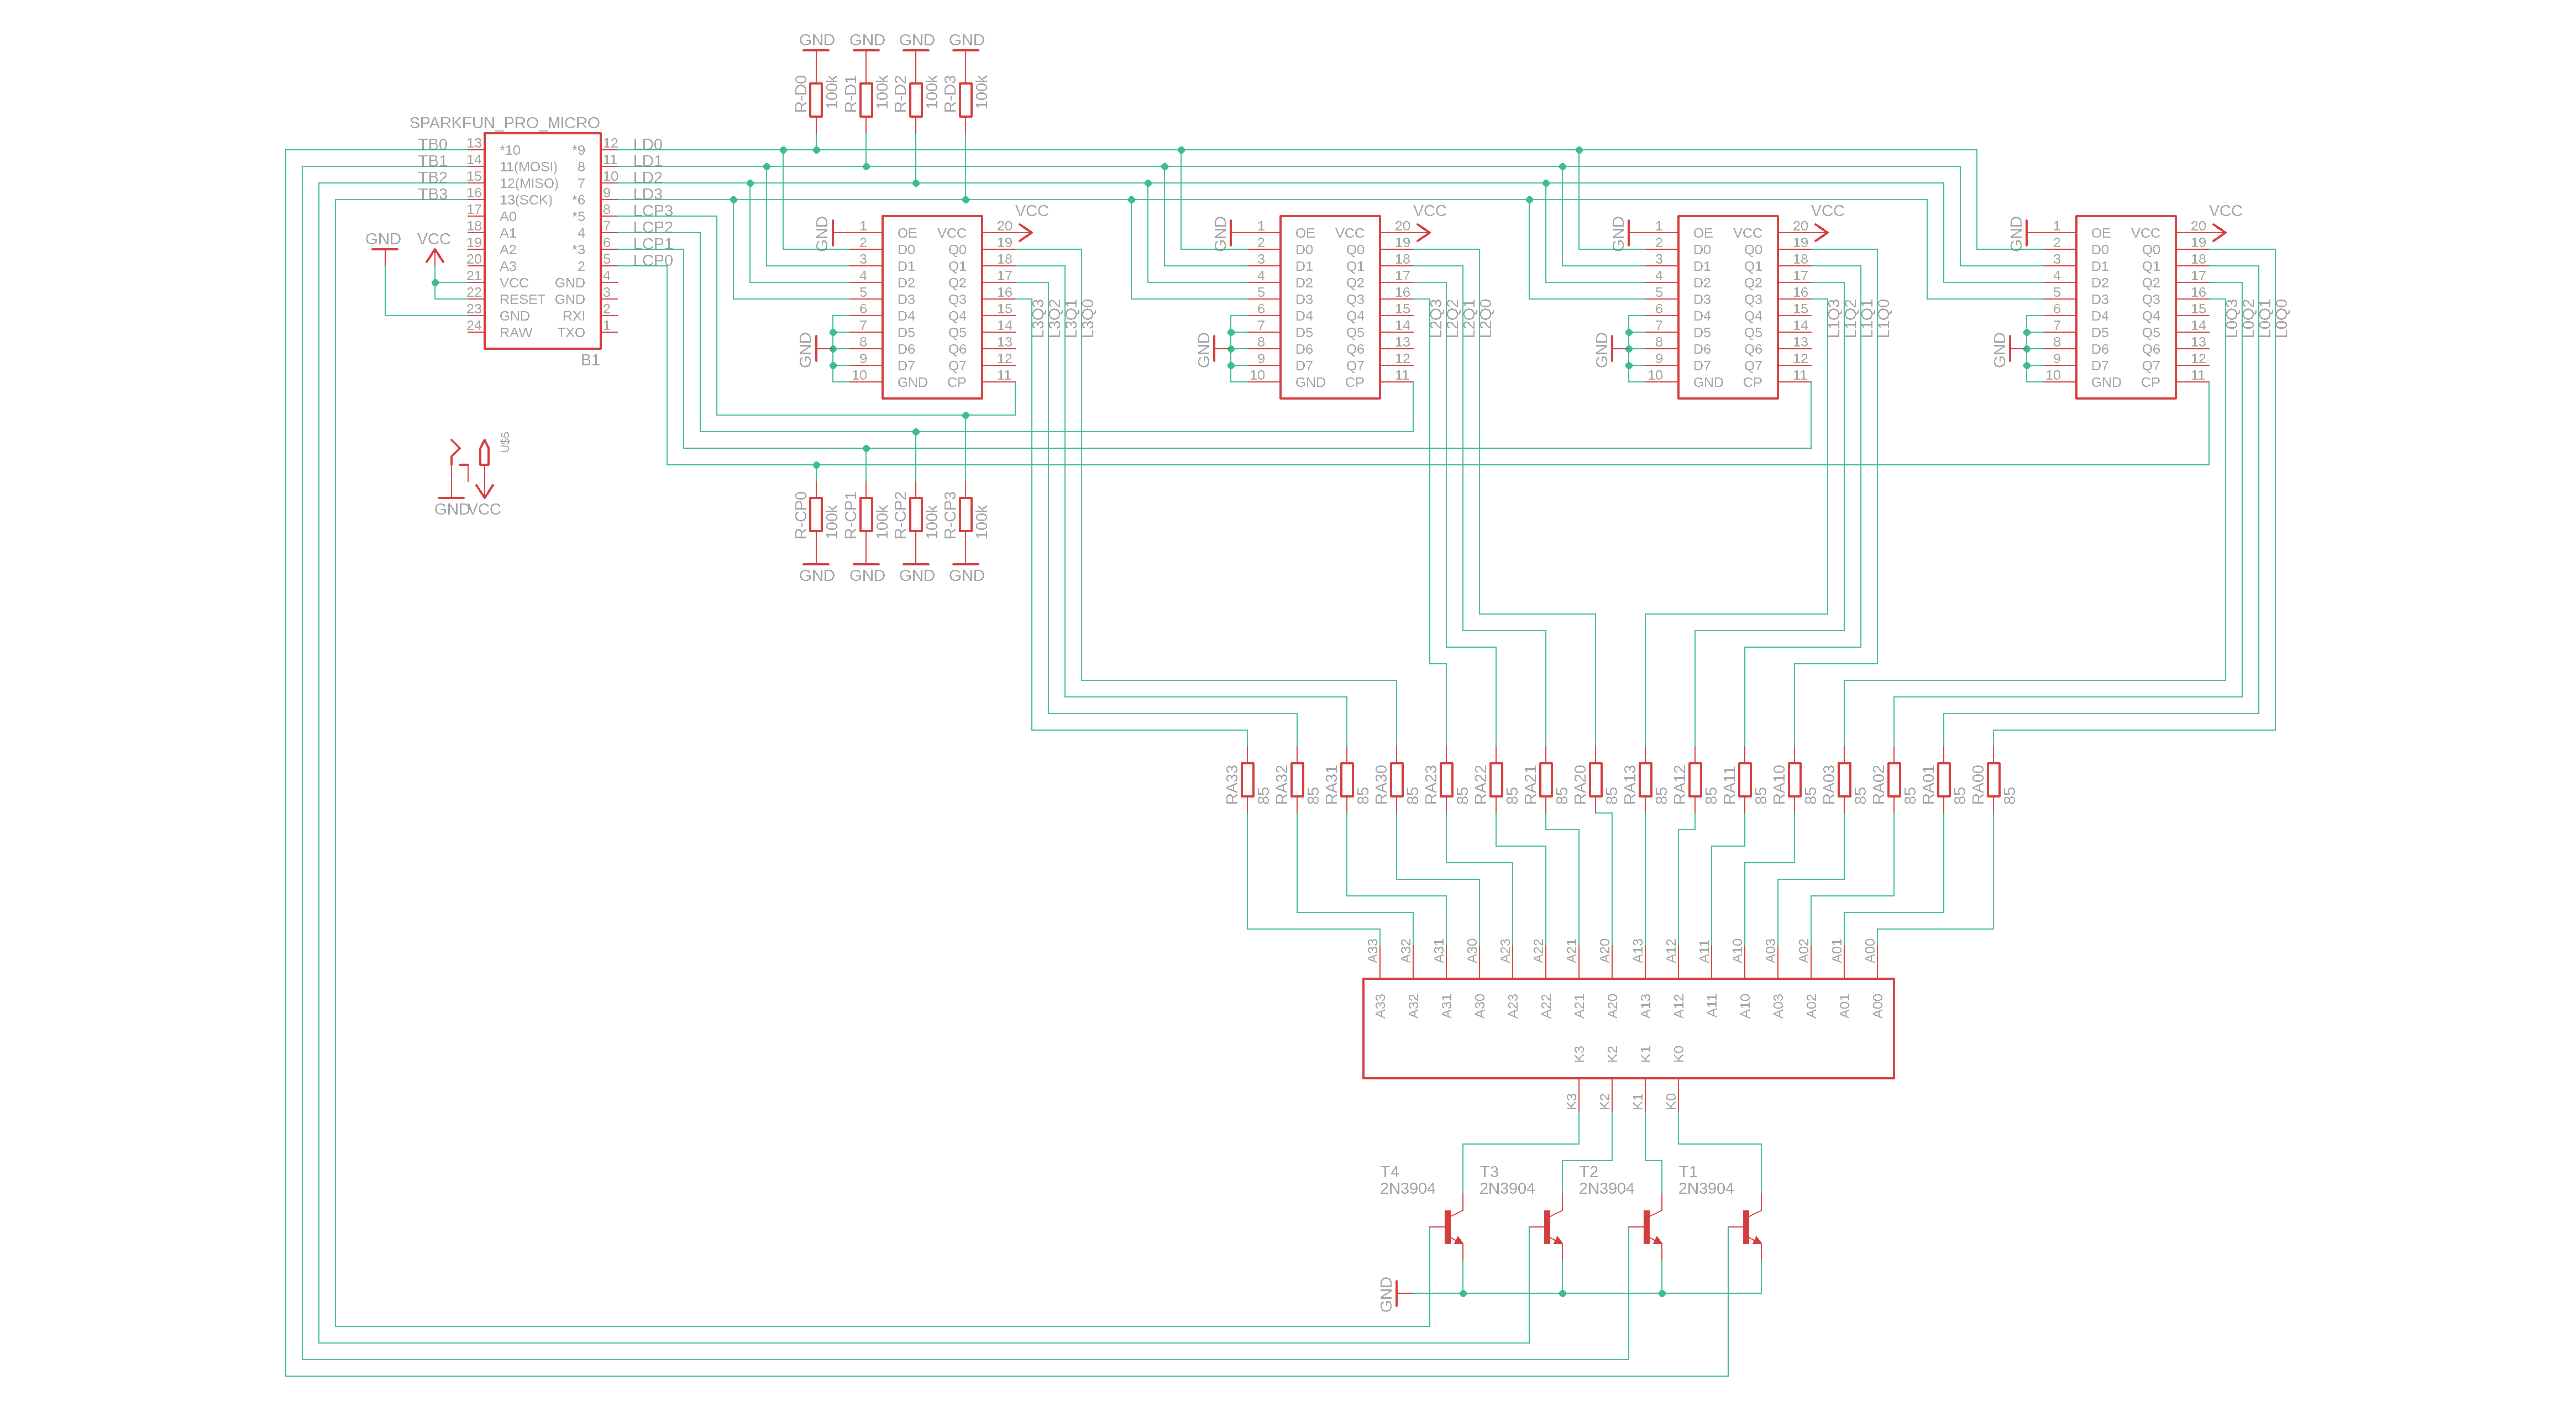 GND GND GND GND
R-D0 100k R-D1 100k R-D2 100k R-D3 100k
SPARKFUN_PRO_MICRO
TB0 13 *10 *9 12 LD0
TB1 14 11(MOSI) 8 11 LD1
TB2 15 12(MISO) 7 10 LD2
TB3 16 13(SCK) *6 9 LD3
17 A0 *5 8 LCP3
18 A1 4 7 LCP2
19 A2 *3 6 LCP1
20 A3 2 5 LCP0
21 VCC GND 4
22 RESET GND 3
23 GND RXI 2
24 RAW TXO 1
B1
GND VCC
GND VCC
1 OE VCC 20
2 D0 Q0 19
3 D1 Q1 18
4 D2 Q2 17
5 D3 Q3 16
6 D4 Q4 15
7 D5 Q5 14
8 D6 Q6 13
9 D7 Q7 12
10 GND CP 11
GND
L3Q3 L3Q2 L3Q1 L3Q0
GND VCC
1 OE VCC 20
2 D0 Q0 19
3 D1 Q1 18
4 D2 Q2 17
5 D3 Q3 16
6 D4 Q4 15
7 D5 Q5 14
8 D6 Q6 13
9 D7 Q7 12
10 GND CP 11
GND
L2Q3 L2Q2 L2Q1 L2Q0
GND VCC
1 OE VCC 20
2 D0 Q0 19
3 D1 Q1 18
4 D2 Q2 17
5 D3 Q3 16
6 D4 Q4 15
7 D5 Q5 14
8 D6 Q6 13
9 D7 Q7 12
10 GND CP 11
GND
L1Q3 L1Q2 L1Q1 L1Q0
GND VCC
1 OE VCC 20
2 D0 Q0 19
3 D1 Q1 18
4 D2 Q2 17
5 D3 Q3 16
6 D4 Q4 15
7 D5 Q5 14
8 D6 Q6 13
9 D7 Q7 12
10 GND CP 11
GND
L0Q3 L0Q2 L0Q1 L0Q0
U$5
GND VCC
R-CP0 100k R-CP1 100k R-CP2 100k R-CP3 100k
GND GND GND GND
RA33 85 RA32 85 RA31 85 RA30 85 RA23 85 RA22 85 RA21 85 RA20 85 RA13 85 RA12 85 RA11 85 RA10 85 RA03 85 RA02 85 RA01 85 RA00 85
A33 A32 A31 A30 A23 A22 A21 A20 A13 A12 A11 A10 A03 A02 A01 A00
A33 A32 A31 A30 A23 A22 A21 A20 A13 A12 A11 A10 A03 A02 A01 A00
K3 K2 K1 K0
K3 K2 K1 K0
T4 T3 T2 T1
2N3904 2N3904 2N3904 2N3904
GND